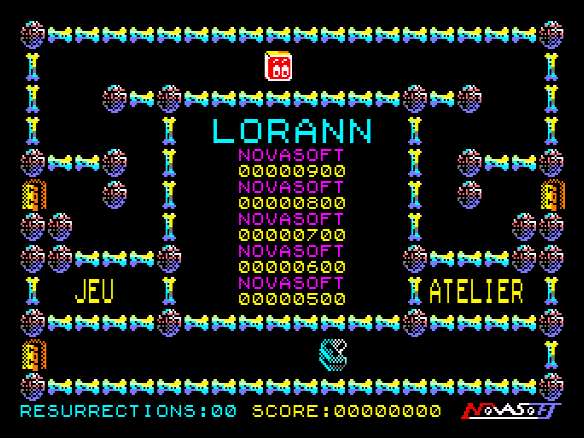 LORANN
NOVASOFT
00000900
NOVASOFT
00000800
NOVASOFT
00000700
NOVASOFT
00000600
NOVASOFT
00000500
JEU
ATELIER
RESURRECTIONS:00 SCORE:00000000 NOVASOFT